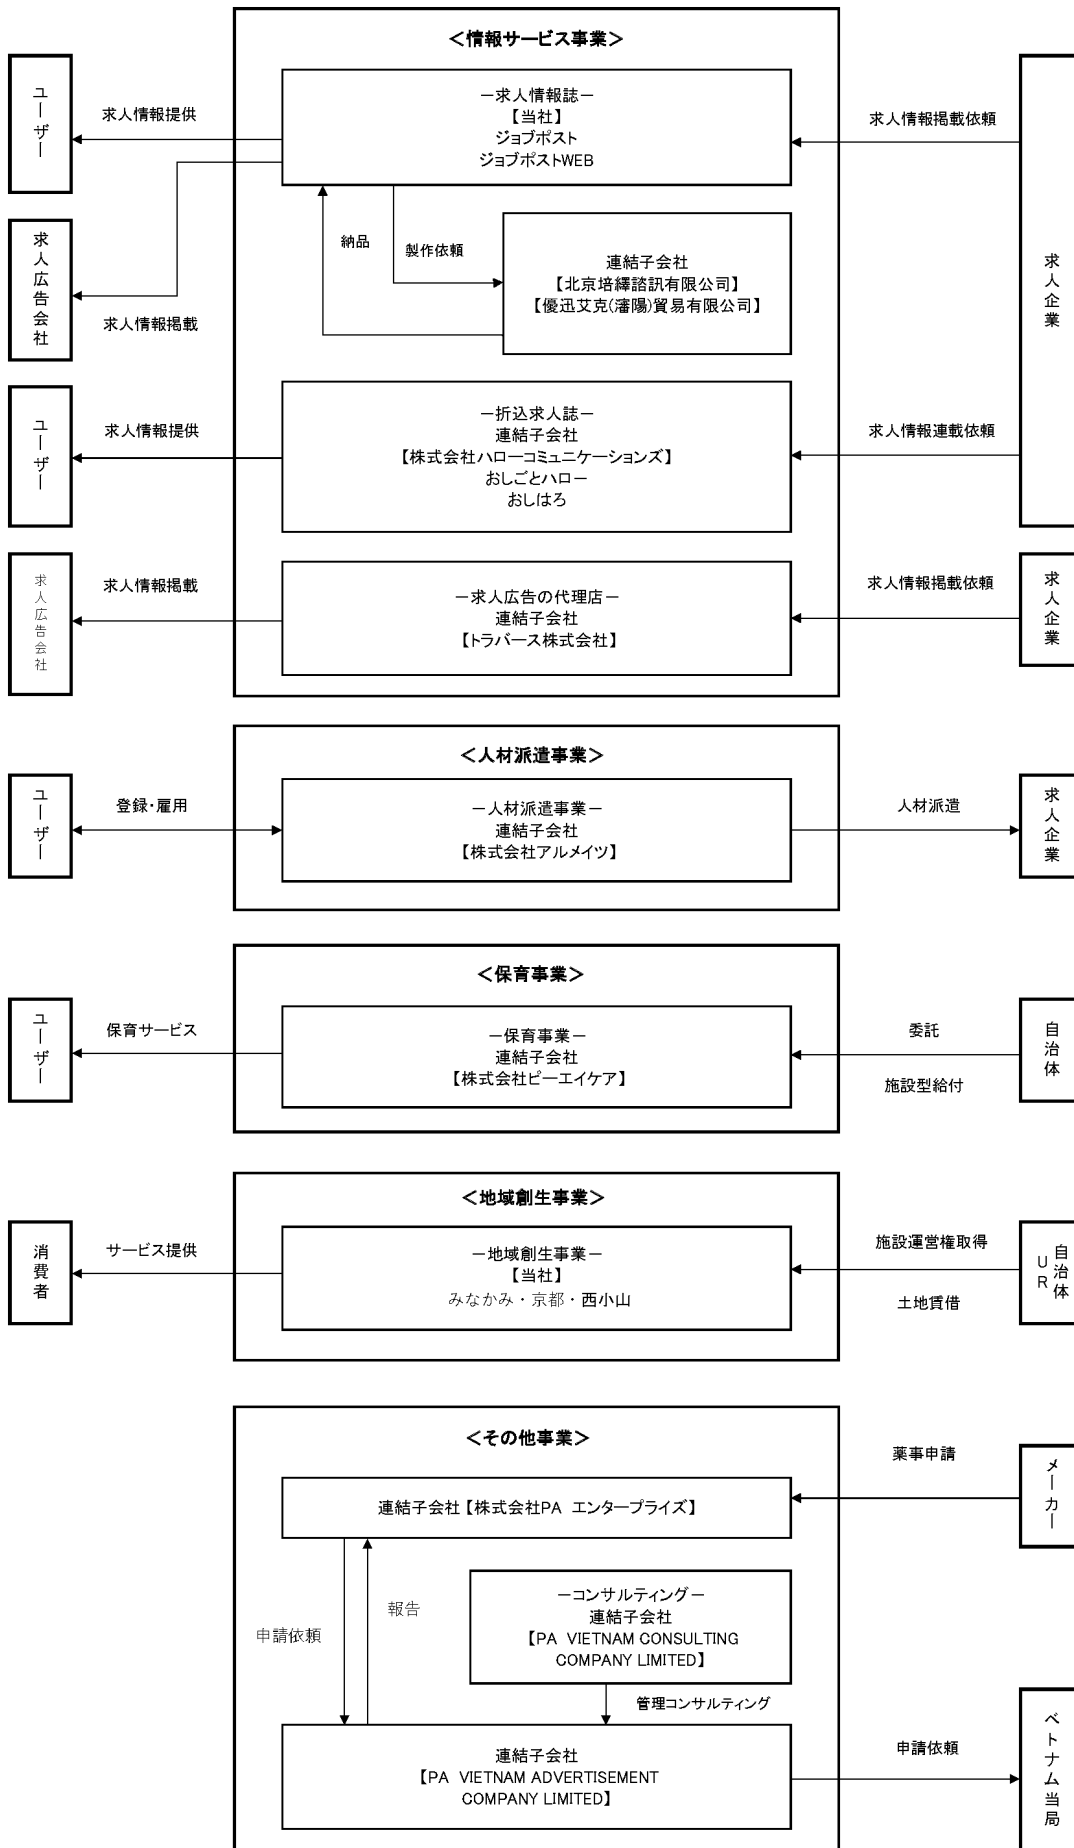 ＜情報サービス事業＞
ユーザー
求人情報提供
－求人情報誌－
【当社】
ジョブポスト
ジョブポストWEB
求人情報掲載依頼
求人企業
納品
製作依頼
求人広告会社
求人情報掲載
連結子会社
【北京培繹諮訊有限公司】
【優迅艾克(瀋陽)貿易有限公司】
ユーザー
求人情報提供
－折込求人誌－
連結子会社
【株式会社ハローコミュニケーションズ】
おしごとハロー
おしはろ
求人情報連載依頼
求人広告会社
求人情報掲載
－求人広告の代理店－
連結子会社
【トラバース株式会社】
求人情報掲載依頼
求人企業
＜人材派遣事業＞
ユーザー
登録・雇用
－人材派遣事業－
連結子会社
【株式会社アルメイツ】
人材派遣
求人企業
＜保育事業＞
ユーザー
保育サービス
－保育事業－
連結子会社
【株式会社ピーエイケア】
委託
施設型給付
自治体
＜地域創生事業＞
消費者
サービス提供
－地域創生事業－
【当社】
みなかみ・京都・西小山
施設運営権取得
土地賃借
自治体
UR
＜その他事業＞
連結子会社【株式会社PA エンタープライズ】
薬事申請
メーカー
申請依頼
報告
－コンサルティング－
連結子会社
【PA VIETNAM CONSULTING
COMPANY LIMITED】
管理コンサルティング
連結子会社
【PA VIETNAM ADVERTISEMENT
COMPANY LIMITED】
申請依頼
ベトナム当局